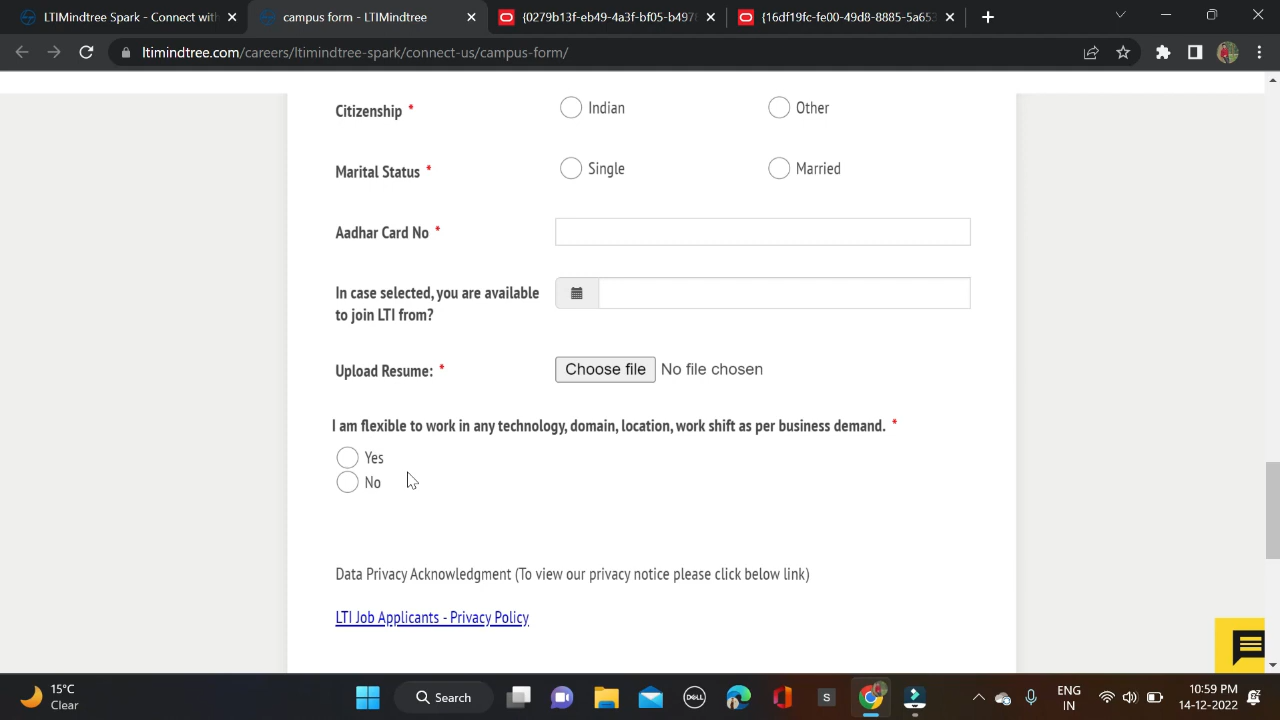 LTIMindtree Spark - Connect with
campus form - LTIMindtree
{0279b13f-eb49-4a3f-bf05-b497
{1cdf19fc-fe00-49d8-8885-5a653
ltimindtree.com/careers/ltimindtree-spark/connect-us/campus-form/
Citizenship * Indian Other
Marital Status * Single Married
Aadhar Card No *
In case selected, you are available
to join LTI from?
Upload Resume: * Choose file No file chosen
I am flexible to work in any technology, domain, location, work shift as per business demand. *
Yes
No
Data Privacy Acknowledgment (To view our privacy notice please click below link)
LTI Job Applicants - Privacy Policy
15°C
Clear
Search
DELL
S
ENG
IN
10:59 PM
14-12-2022